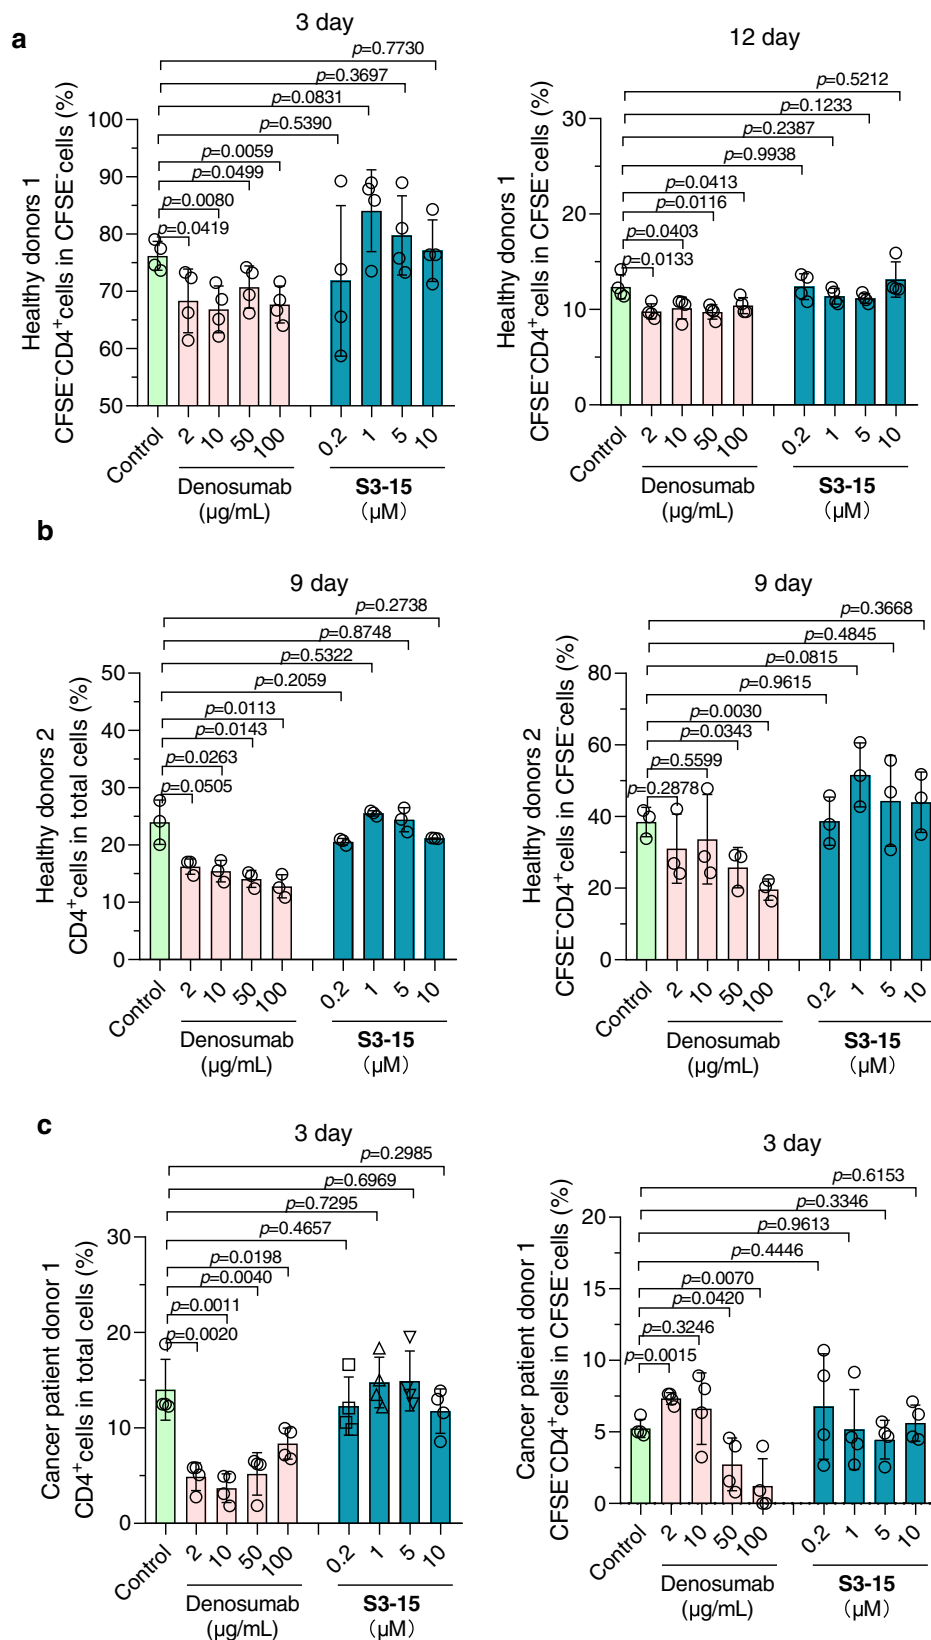 a
3 day
p=0.7730
p=0.3697
p=0.0831
p=0.5390
p=0.0059
p=0.0499
p=0.0080
p=0.0419
Healthy donors 1
CFSE⁻CD4⁺cells in CFSE⁻cells (%)
100
90
80
70
60
50
Control
2
10
50
100
0.2
1
5
10
Denosumab
(μg/mL)
S3-15
(μM)
12 day
p=0.5212
p=0.1233
p=0.2387
p=0.9938
p=0.0413
p=0.0116
p=0.0403
p=0.0133
Healthy donors 1
CFSE⁻CD4⁺cells in CFSE⁻cells (%)
30
20
10
0
Control
2
10
50
100
0.2
1
5
10
Denosumab
(μg/mL)
S3-15
(μM)
b
9 day
p=0.2738
p=0.8748
p=0.5322
p=0.2059
p=0.0113
p=0.0143
p=0.0263
p=0.0505
Healthy donors 2
CD4⁺cells in total cells (%)
50
40
30
20
10
0
Control
2
10
50
100
0.2
1
5
10
Denosumab
(μg/mL)
S3-15
(μM)
9 day
p=0.3668
p=0.4845
p=0.0815
p=0.9615
p=0.0030
p=0.0343
p=0.5599
p=0.2878
Healthy donors 2
CFSE⁻CD4⁺cells in CFSE⁻cells (%)
80
60
40
20
0
Control
2
10
50
100
0.2
1
5
10
Denosumab
(μg/mL)
S3-15
(μM)
c
3 day
p=0.2985
p=0.6969
p=0.7295
p=0.4657
p=0.0198
p=0.0040
p=0.0011
p=0.0020
Cancer patient donor 1
CD4⁺cells in total cells (%)
30
20
10
0
Control
2
10
50
100
0.2
1
5
10
Denosumab
(μg/mL)
S3-15
(μM)
3 day
p=0.6153
p=0.3346
p=0.9613
p=0.4446
p=0.0070
p=0.0420
p=0.3246
p=0.0015
Cancer patient donor 1
CFSE⁻CD4⁺cells in CFSE⁻cells (%)
20
15
10
5
0
Control
2
10
50
100
0.2
1
5
10
Denosumab
(μg/mL)
S3-15
(μM)